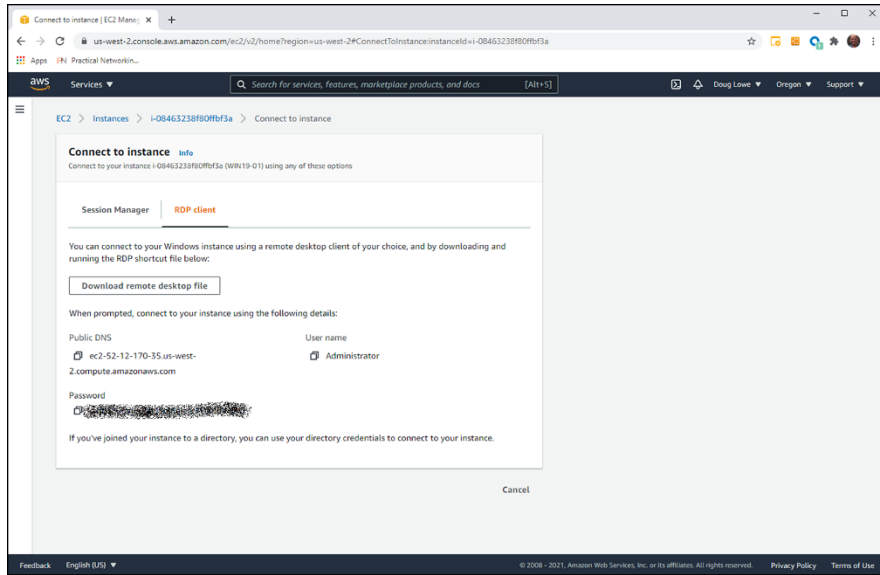 Connect to instance | EC2 Manag
us-west-2.console.aws.amazon.com/ec2/v2/home?region=us-west-2#ConnectToInstance:instanceId=i-08463238f80ffbf3a
Apps Practical Networkin...
aws Services Search for services, features, marketplace products, and docs [Alt+S] Doug Lowe Oregon Support
EC2 > Instances > i-08463238f80ffbf3a > Connect to instance
Connect to instance Info
Connect to your instance i-08463238f80ffbf3a (WIN19-01) using any of these options
Session Manager RDP client
You can connect to your Windows instance using a remote desktop client of your choice, and by downloading and
running the RDP shortcut file below:
Download remote desktop file
When prompted, connect to your instance using the following details:
Public DNS User name
ec2-52-12-170-35.us-west- Administrator
2.compute.amazonaws.com
Password
If you've joined your instance to a directory, you can use your directory credentials to connect to your instance.
Cancel
Feedback English (US) © 2008 - 2021, Amazon Web Services, Inc. or its affiliates. All rights reserved. Privacy Policy Terms of Use